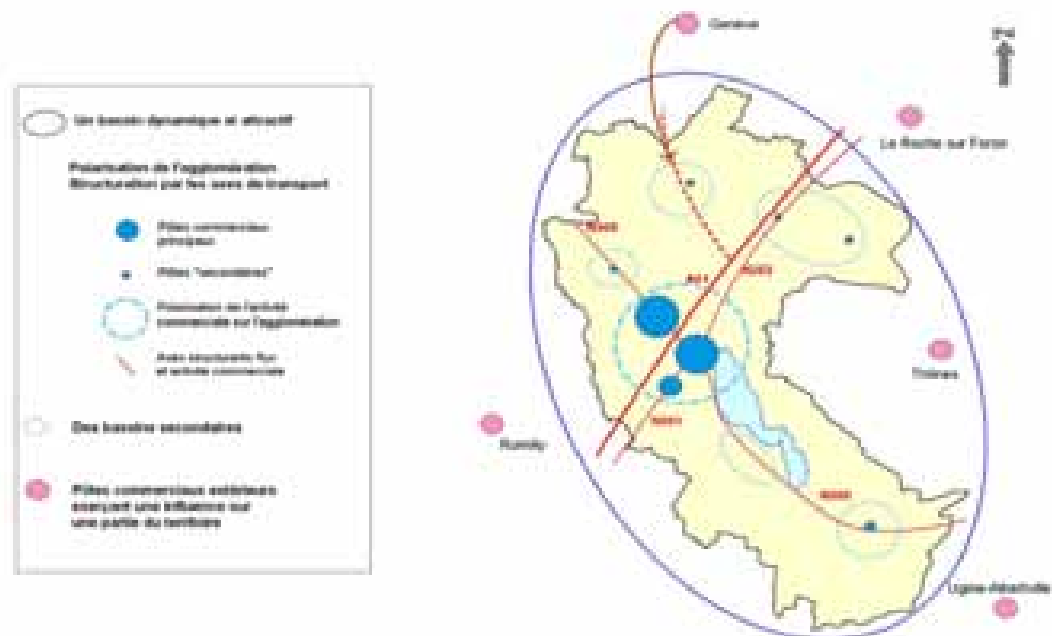 Un bassin dynamique et attractif
Polarisation de l'agglomération
Structuration par les axes de transport
Pôles commerciaux
principaux
Pôles "secondaires"
Polarisation de l'activité
commerciale sur l'agglomération
Axes structurants flux
et activité commerciale
Des bassins secondaires
Pôles commerciaux extérieurs
exerçant une influence sur
une partie du territoire
Genève
La Roche sur Foron
A41
Thônes
Rumilly
Ugine-Albertville